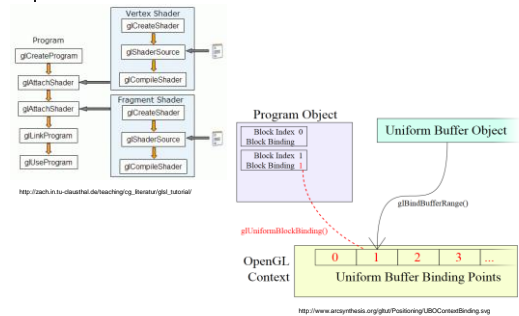 Vertex Shader
glCreateShader
glShaderSource
glCompileShader
Program
glCreateProgram
glAttachShader
glAttachShader
glLinkProgram
glUseProgram
Fragment Shader
glCreateShader
glShaderSource
glCompileShader
http://zach.in.tu-clausthal.de/teaching/cg_literatur/glsl_tutorial/
Program Object
Block Index 0
Block Binding
Block Index 1
Block Binding 1
Uniform Buffer Object
glUniformBlockBinding()
glBindBufferRange()
OpenGL
Context
0 1 2 3 ...
Uniform Buffer Binding Points
http://www.arcsynthesis.org/gltut/Positioning/UBOContextBinding.svg